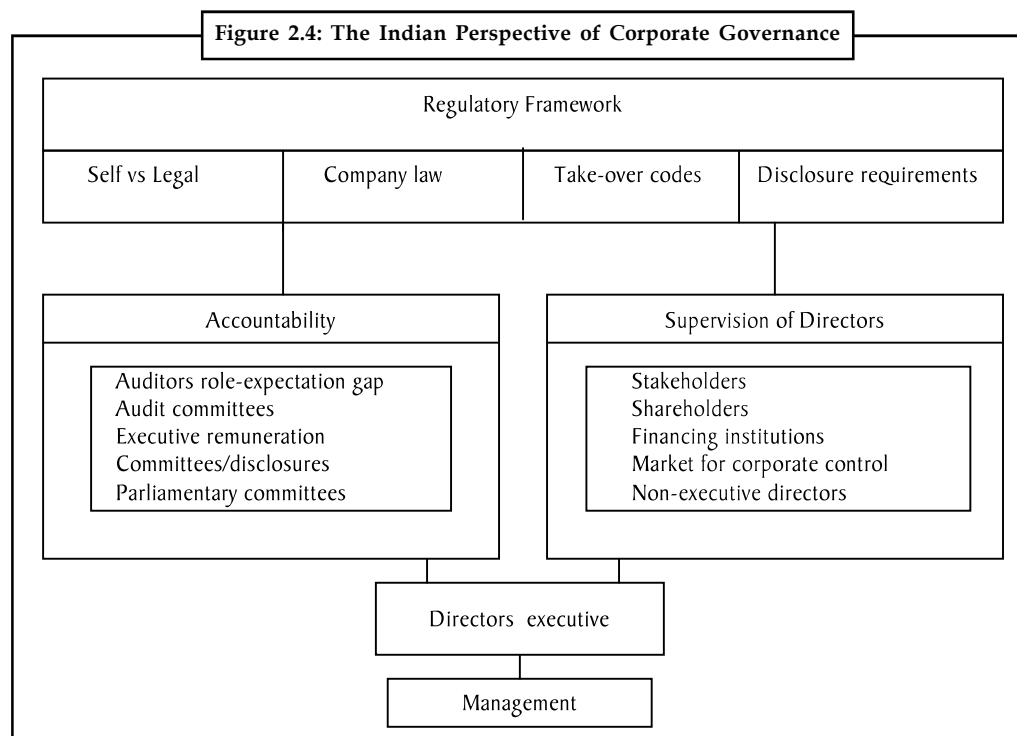 Figure 2.4: The Indian Perspective of Corporate Governance
Regulatory Framework
Self vs Legal
Company law
Take-over codes
Disclosure requirements
Accountability
Auditors role-expectation gap
Audit committees
Executive remuneration
Committees/disclosures
Parliamentary committees
Supervision of Directors
Stakeholders
Shareholders
Financing institutions
Market for corporate control
Non-executive directors
Directors executive
Management